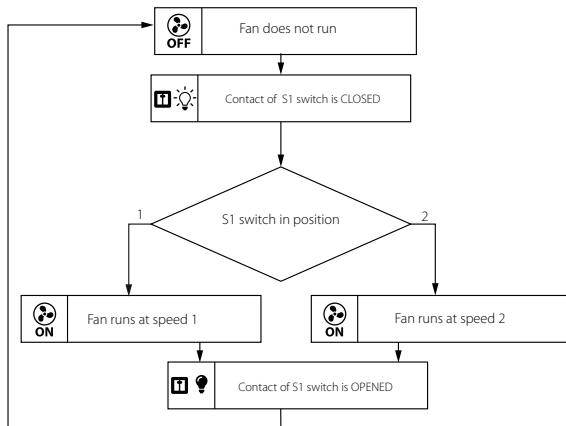 OFF
Fan does not run
Contact of S1 switch is CLOSED
S1 switch in position
1
2
ON
Fan runs at speed 1
ON
Fan runs at speed 2
Contact of S1 switch is OPENED